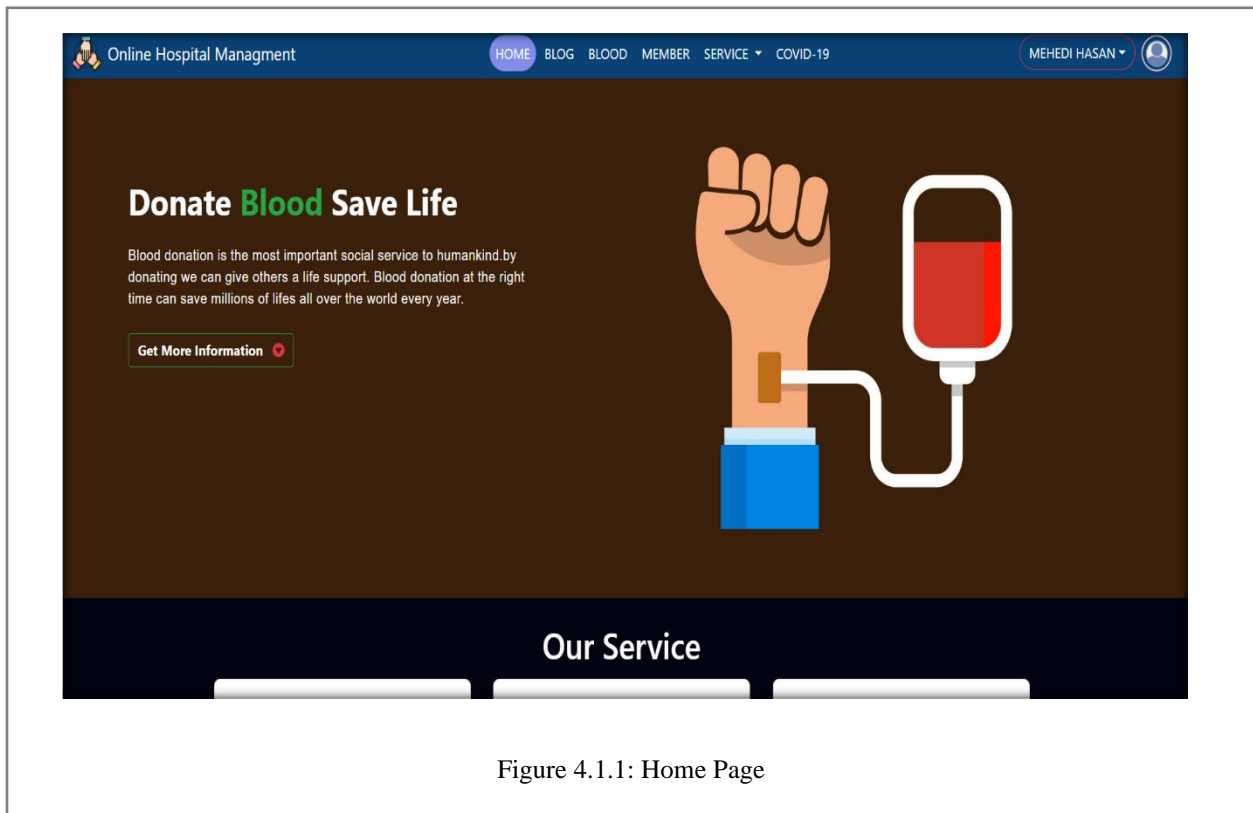 Online Hospital Managment
HOME BLOG BLOOD MEMBER SERVICE COVID-19
MEHEDI HASAN
Donate Blood Save Life
Blood donation is the most important social service to humankind.by
donating we can give others a life support. Blood donation at the right
time can save millions of lifes all over the world every year.
Get More Information
Our Service
Figure 4.1.1: Home Page